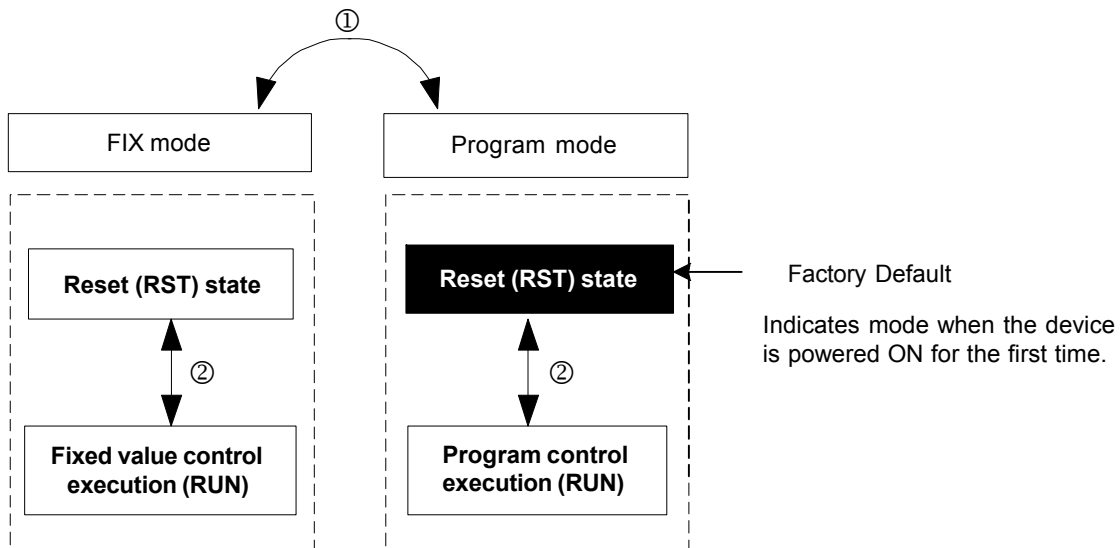 ①
FIX mode
Program mode
Reset (RST) state
Reset (RST) state
Factory Default
Indicates mode when the device
is powered ON for the first time.
②
②
Fixed value control
execution (RUN)
Program control
execution (RUN)